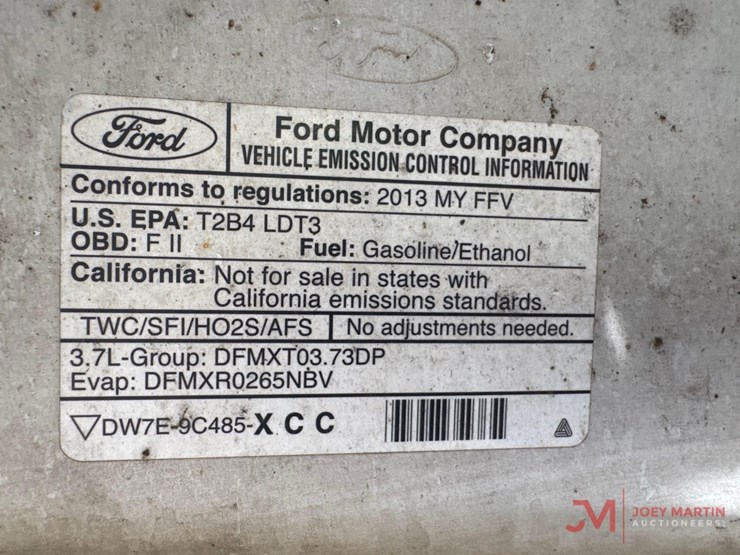 Ford
Ford
Ford Motor Company
VEHICLE EMISSION CONTROL INFORMATION
Conforms to regulations: 2013 MY FFV
U.S. EPA: T2B4 LDT3
OBD: F II Fuel: Gasoline/Ethanol
California: Not for sale in states with
California emissions standards.
TWC/SFI/HO2S/AFS No adjustments needed.
3.7L-Group: DFMXT03.73DP
Evap: DFMXR0265NBV
DW7E-9C485-X C C
JM JOEY MARTIN
AUCTIONEERS!